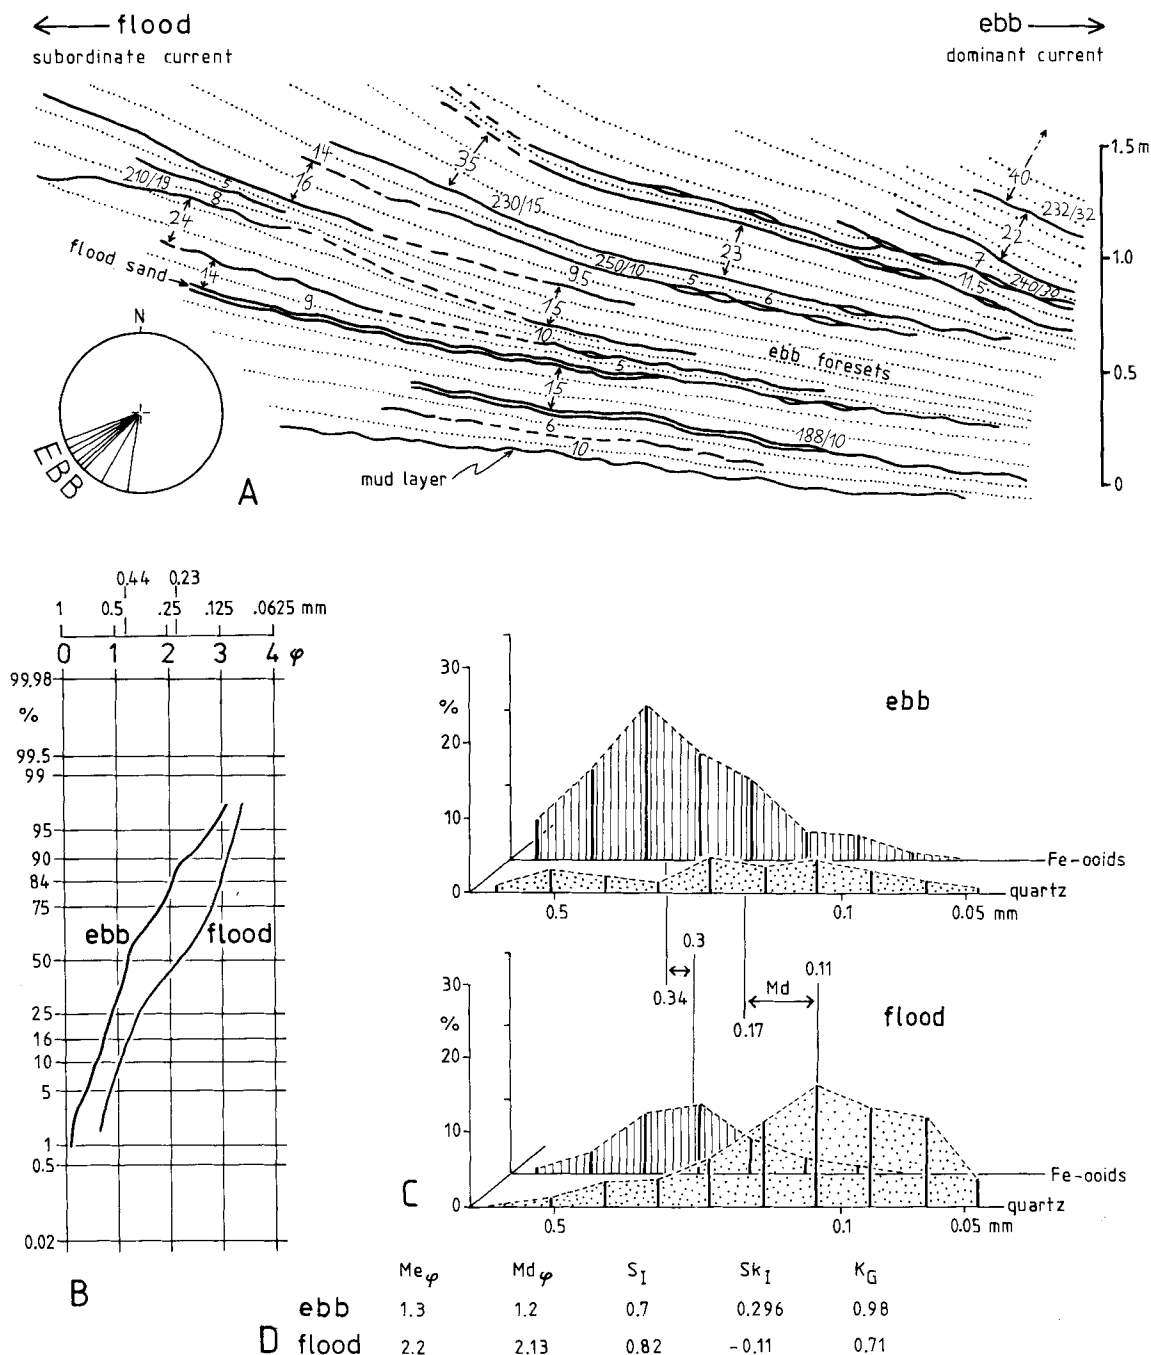 flood
ebb
subordinate current
dominant current
14
35
16
40
1.5 m
210/19
5
8
230/15
232/32
24
22
23
7
1.0
flood sand
14
250/10
9.5
5
6
11.5
240/30
9
15
10
ebb foresets
N
5
15
0.5
EBB
6
188/10
10
mud layer
0
A
0.44 0.23
1 0.5 .25 .125 .0625 mm
0 1 2 3 4 φ
99.98
%
99.5
99
95
90
84
75
ebb flood
50
25
16
10
5
1
0.5
0.02
B
30
%
20
10
0
ebb
Fe-ooids
quartz
0.5 0.1 0.05 mm
0.3
0.34
0.11
Md
0.17
30
%
20
10
0
flood
Fe-ooids
quartz
C
0.5 0.1 0.05 mm
Meφ Mdφ S_I Sk_I K_G
ebb 1.3 1.2 0.7 0.296 0.98
D flood 2.2 2.13 0.82 -0.11 0.71